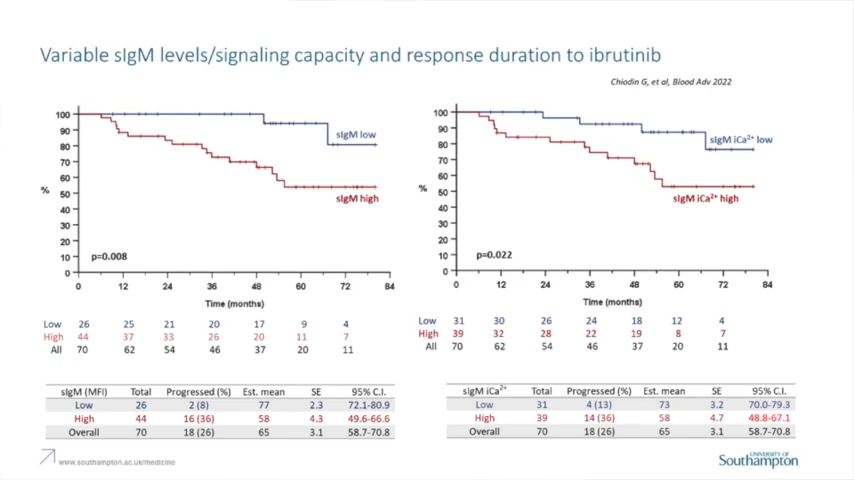 Variable sIgM levels/signaling capacity and response duration to ibrutinib
Chiodin G, et al, Blood Adv 2022
100
90
80
70
60
50
40
30
20
10
0
%
sIgM low
sIgM high
p=0.008
0 12 24 36 48 60 72 84
Time (months)
Low 26 25 21 20 17 9 4
High 44 37 33 26 20 11 7
All 70 62 54 46 37 20 11
sIgM (MFI) Total Progressed (%) Est. mean SE 95% C.I.
Low 26 2 (8) 77 2.3 72.1-80.9
High 44 16 (36) 58 4.3 49.6-66.6
Overall 70 18 (26) 65 3.1 58.7-70.8
100
90
80
70
60
50
40
30
20
10
0
%
sIgM iCa²⁺ low
sIgM iCa²⁺ high
p=0.022
0 12 24 36 48 60 72 84
Time (months)
Low 31 30 26 24 18 12 4
High 39 32 28 22 19 8 7
All 70 62 54 46 37 20 11
sIgM iCa²⁺ Total Progressed (%) Est. mean SE 95% C.I.
Low 31 4 (13) 73 3.2 70.0-79.3
High 39 14 (36) 58 4.7 48.8-67.1
Overall 70 18 (26) 65 3.1 58.7-70.8
www.southampton.ac.uk/medicine
UNIVERSITY OF
Southampton